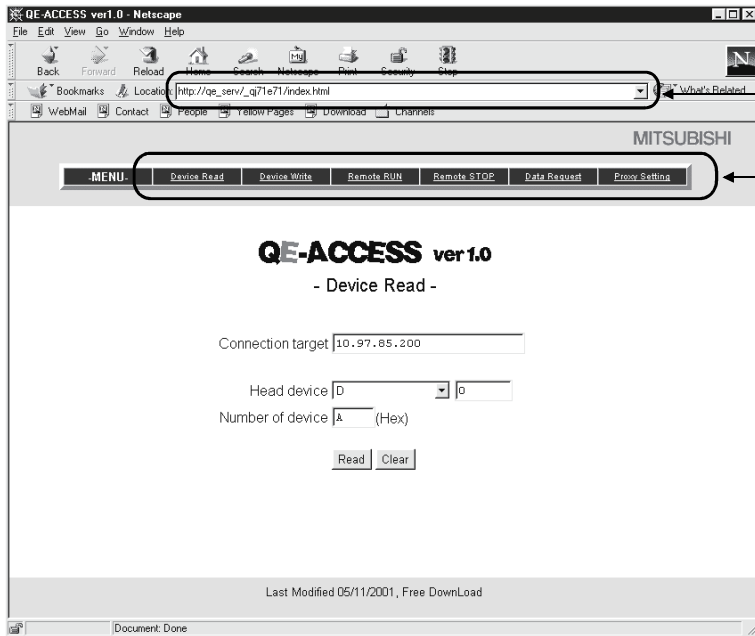 QE-ACCESS ver1.0 - Netscape
File Edit View Go Window Help
Back Forward Reload Home Search Netscape Print Security Stop
My
N
Bookmarks Location: http://qe_serv/_qj71e71/index.html What's Related
WebMail Contact People Yellow Pages Download Channels
MITSUBISHI
-MENU- Device Read Device Write Remote RUN Remote STOP Data Request Proxy Setting
QE-ACCESS ver1.0
- Device Read -
Connection target 10.97.85.200
Head device D 0
Number of device A (Hex)
Read Clear
Last Modified 05/11/2001, Free DownLoad
Document: Done